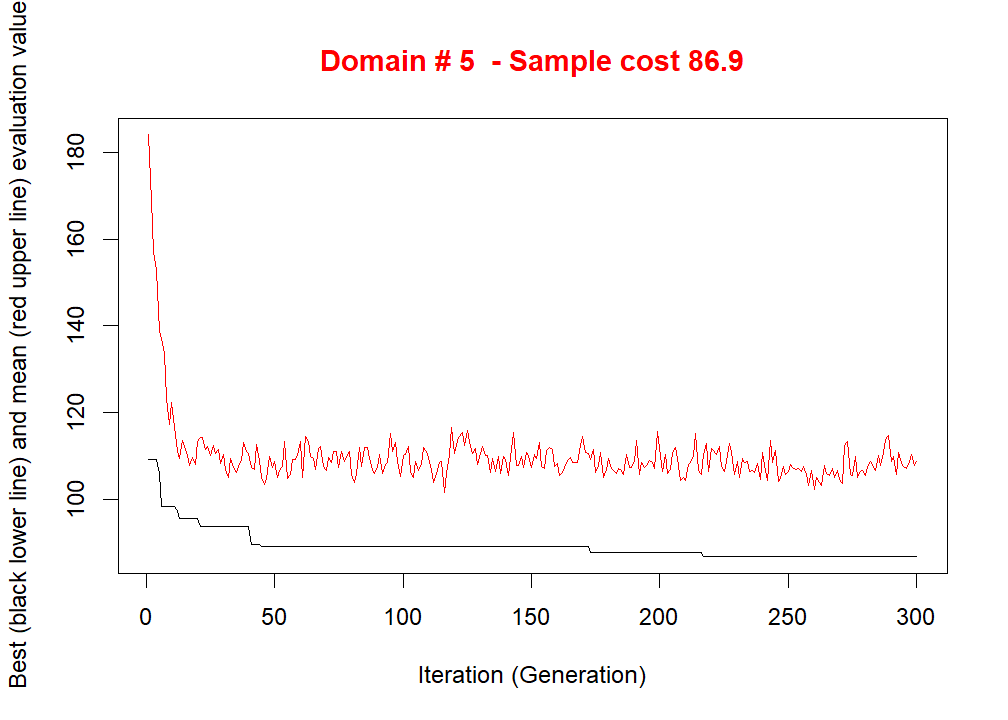 Domain # 5 - Sample cost 86.9
Best (black lower line) and mean (red upper line) evaluation value
180
160
140
120
100
0 50 100 150 200 250 300
Iteration (Generation)